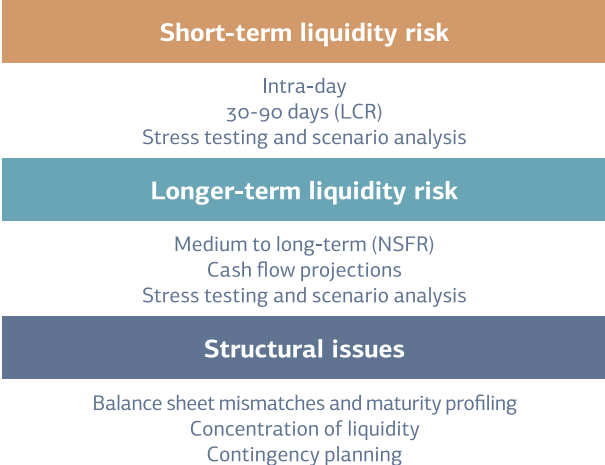 Short-term liquidity risk
Intra-day
30-90 days (LCR)
Stress testing and scenario analysis
Longer-term liquidity risk
Medium to long-term (NSFR)
Cash flow projections
Stress testing and scenario analysis
Structural issues
Balance sheet mismatches and maturity profiling
Concentration of liquidity
Contingency planning